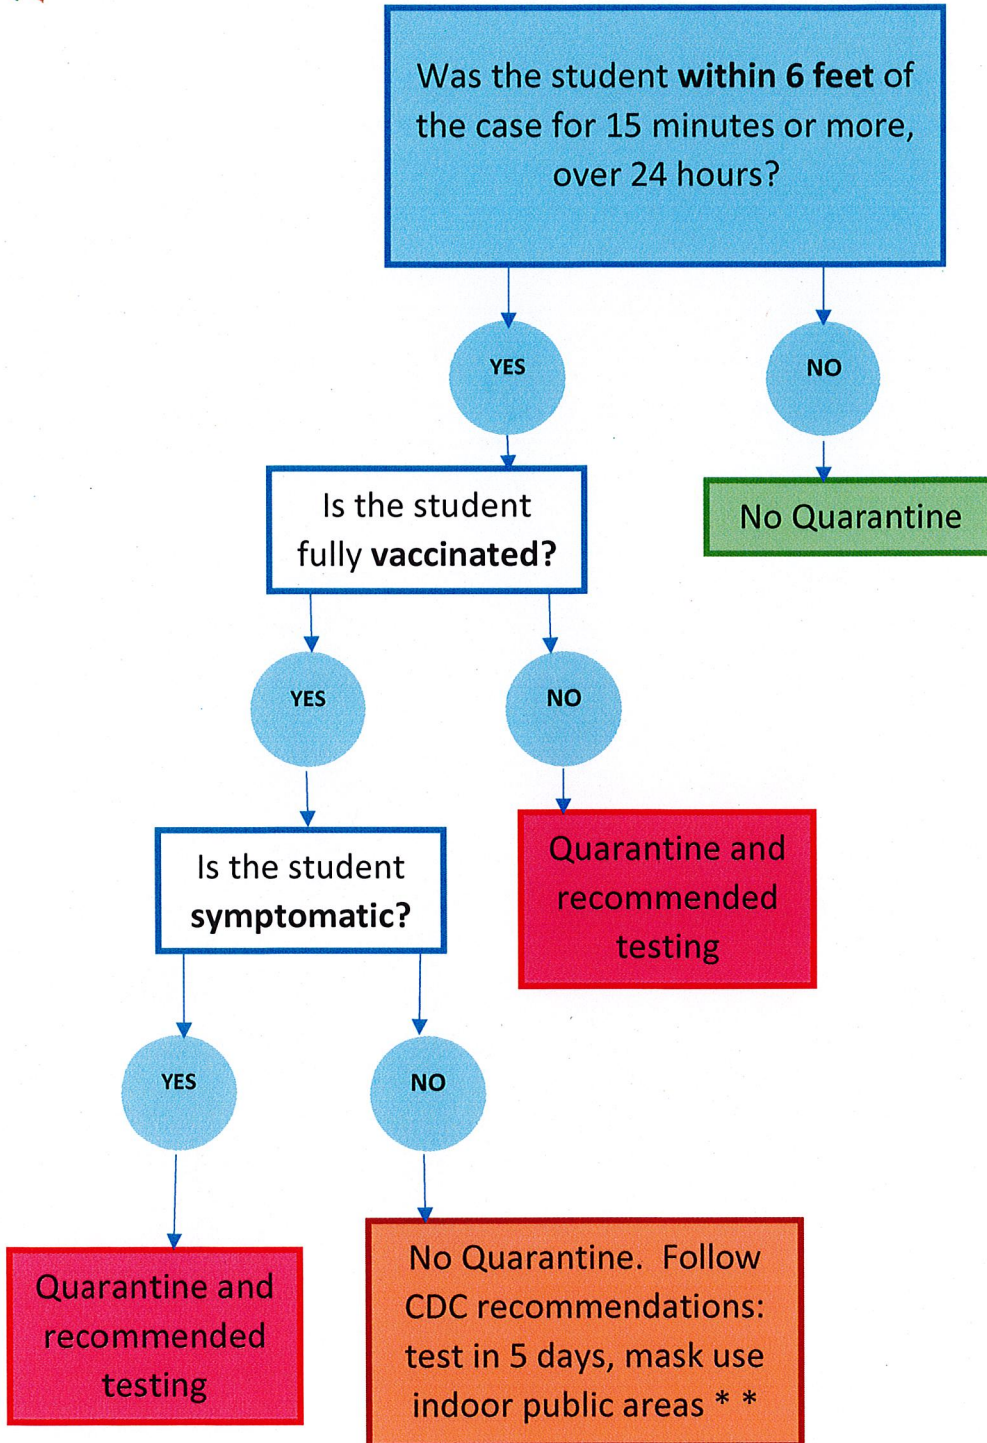 Was the student within 6 feet of
the case for 15 minutes or more,
over 24 hours?
YES
NO
Is the student
fully vaccinated?
No Quarantine
YES
NO
Is the student
symptomatic?
Quarantine and
recommended
testing
YES
NO
Quarantine and
recommended
testing
No Quarantine. Follow
CDC recommendations:
test in 5 days, mask use
indoor public areas * *